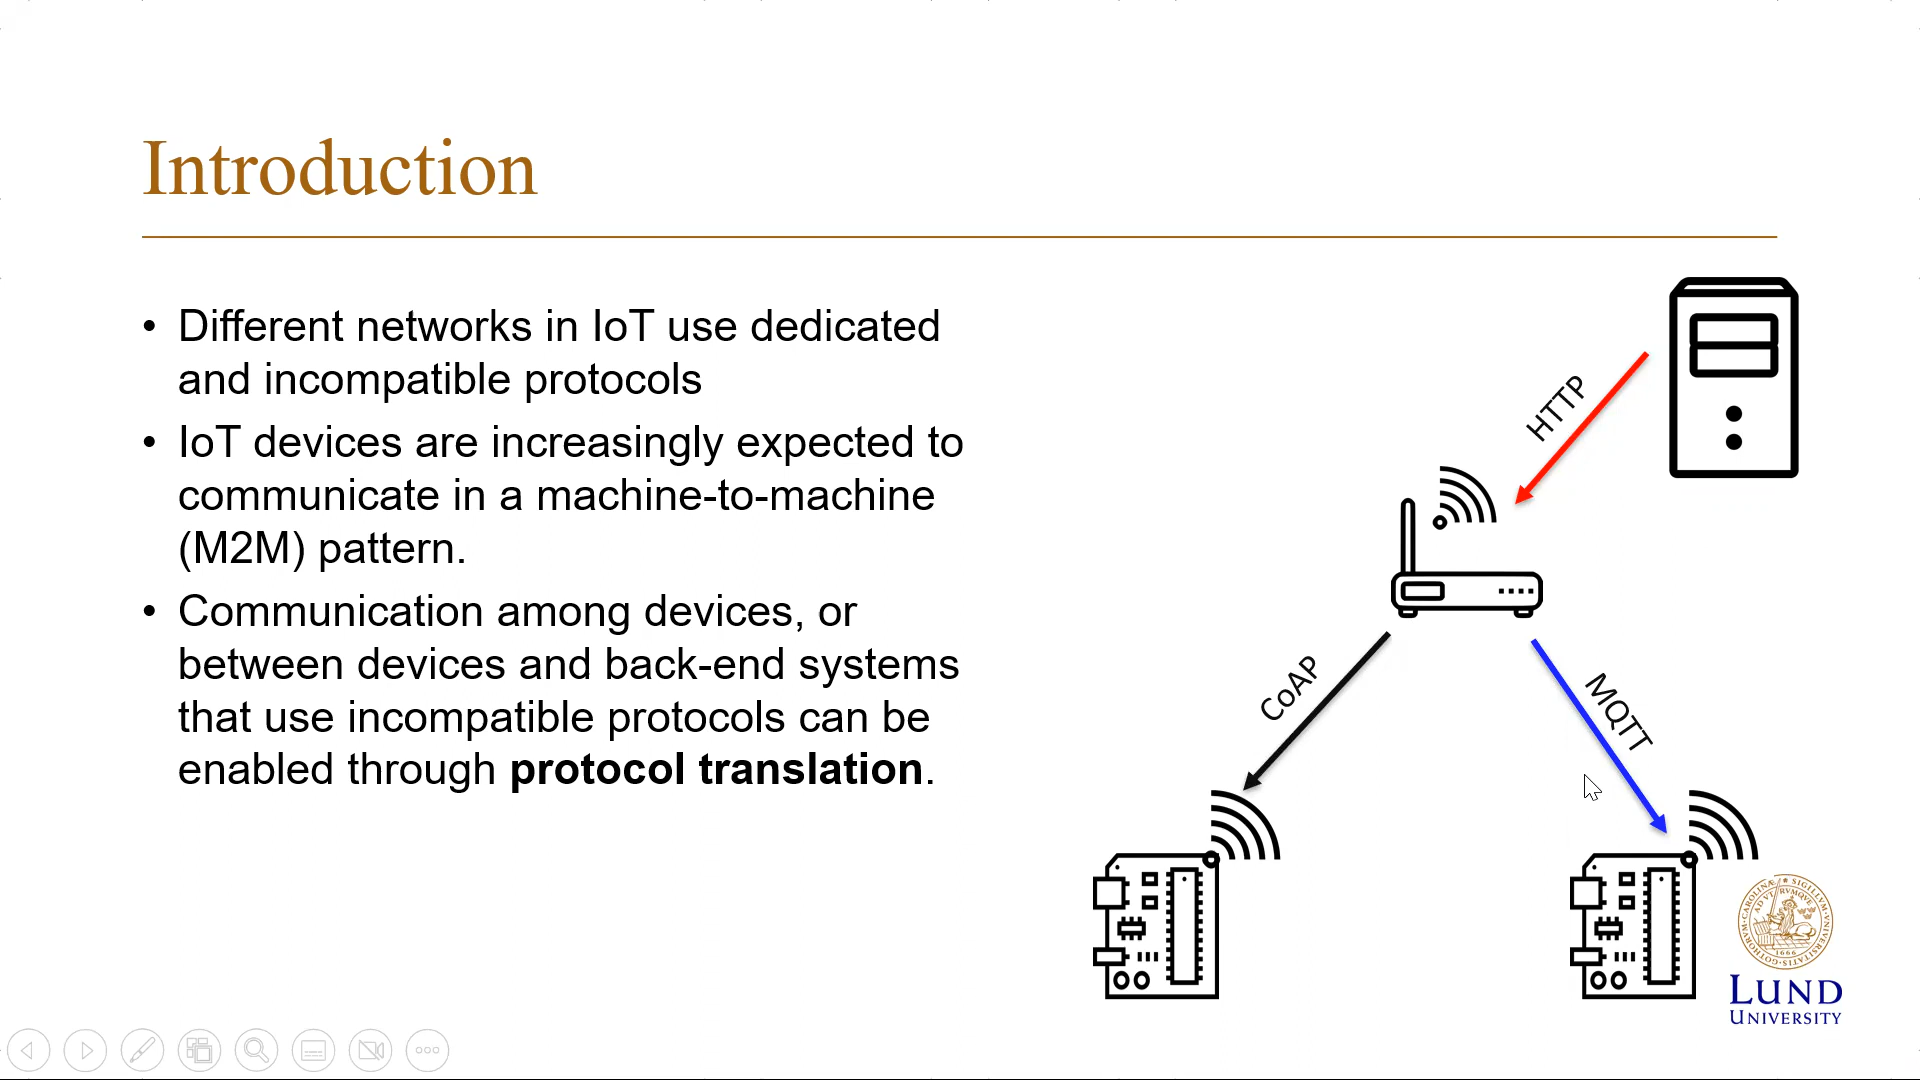 Introduction
• Different networks in IoT use dedicated
and incompatible protocols
• IoT devices are increasingly expected to
communicate in a machine-to-machine
(M2M) pattern.
• Communication among devices, or
between devices and back-end systems
that use incompatible protocols can be
enabled through protocol translation.
HTTP
CoAP
MQTT
LUND
UNIVERSITY